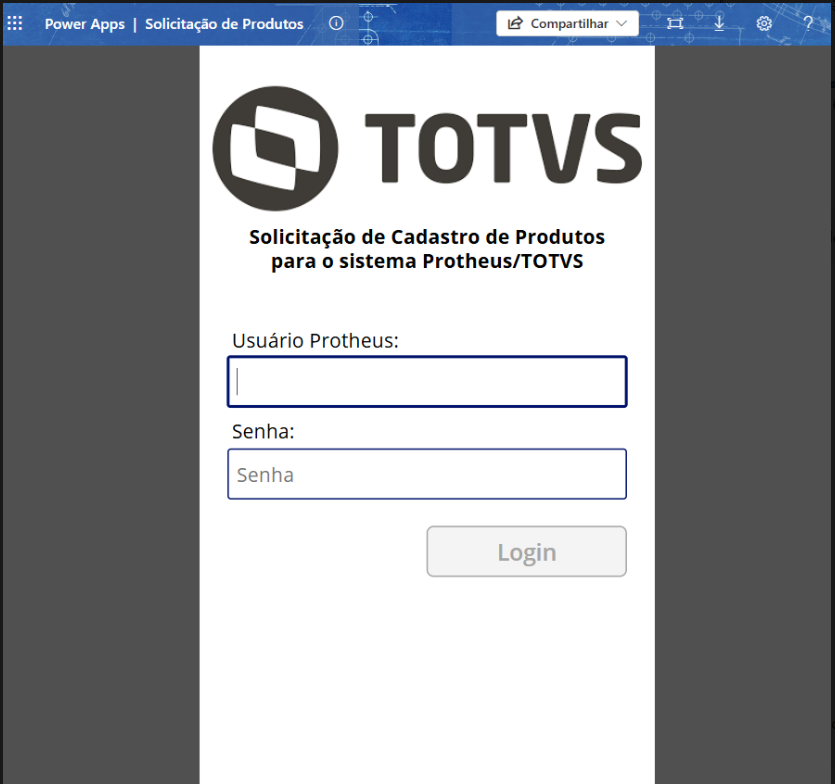 Power Apps | Solicitação de Produtos
Compartilhar
?
TOTVS
Solicitação de Cadastro de Produtos
para o sistema Protheus/TOTVS
Usuário Protheus:
Senha:
Senha
Login